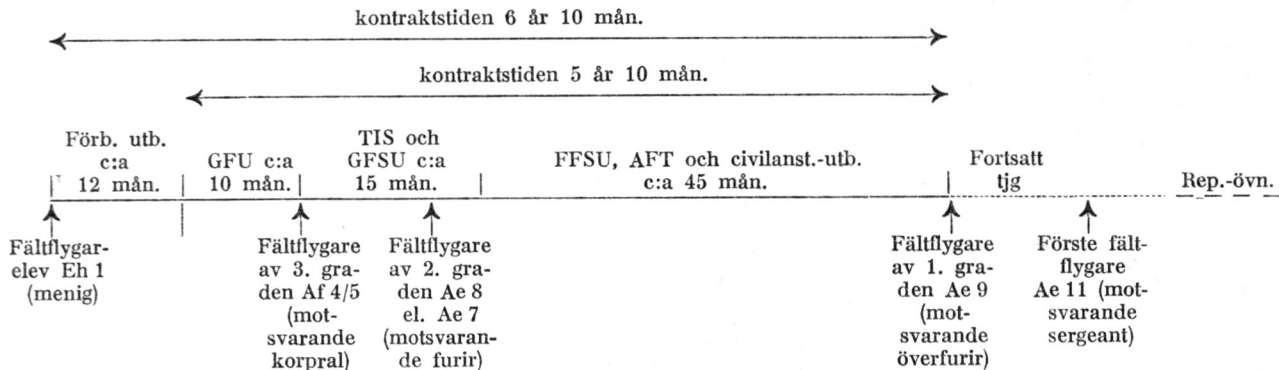 kontraktstiden 6 år 10 mån.
kontraktstiden 5 år 10 mån.
Förb. utb.
c:a
12 mån.
GFU c:a
10 mån.
TIS och
GFSU c:a
15 mån.
FFSU, AFT och civilanst.-utb.
c:a 45 mån.
Fortsatt
tjg
Rep.-övn.
Fältflygar-
elev Eh 1
(menig)
Fältflygare
av 3. gra-
den Af 4/5
(mot-
svarande
korpral)
Fältflygare
av 2. gra-
den Ae 8
el. Ae 7
(motsvaran-
de furir)
Fältflygare
av 1. gra-
den Ae 9
(mot-
svarande
överfurir)
Förste fält-
flygare
Ae 11 (mot-
svarande
sergeant)